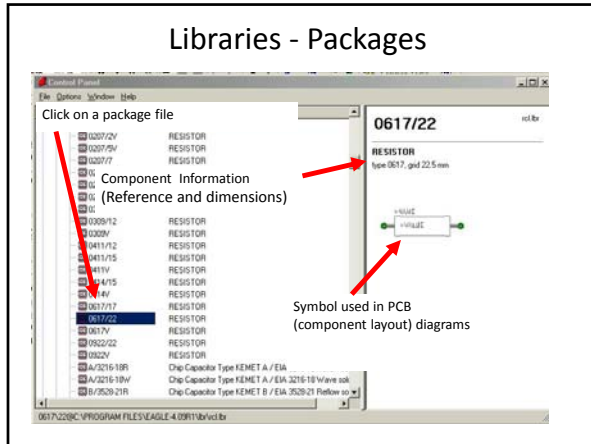 Libraries - Packages
Control Panel
File Options Window Help
Click on a package file
0207/2V RESISTOR
0207/5V RESISTOR
0207/7 RESISTOR
Component Information
(Reference and dimensions)
0309/12 RESISTOR
0309V RESISTOR
0411/12 RESISTOR
0411/15 RESISTOR
0411V RESISTOR
14/15 RESISTOR
14V RESISTOR
0617/17 RESISTOR
0617/22 RESISTOR
0617V RESISTOR
0922/22 RESISTOR
0922V RESISTOR
A/3216-18R Chip Capacitor Type KEMET A / EIA
A/3216-18W Chip Capacitor Type KEMET A / EIA 3216-18 Wave sol
B/3528-21R Chip Capacitor Type KEMET B / EIA 3528-21 Reflow so
0617/22 rcl.lbr
RESISTOR
type 0617, grid 22.5 mm
>VALUE
Symbol used in PCB
(component layout) diagrams
0617\22@C:\PROGRAM FILES\EAGLE-4.09R1\lbr\rcl.lbr